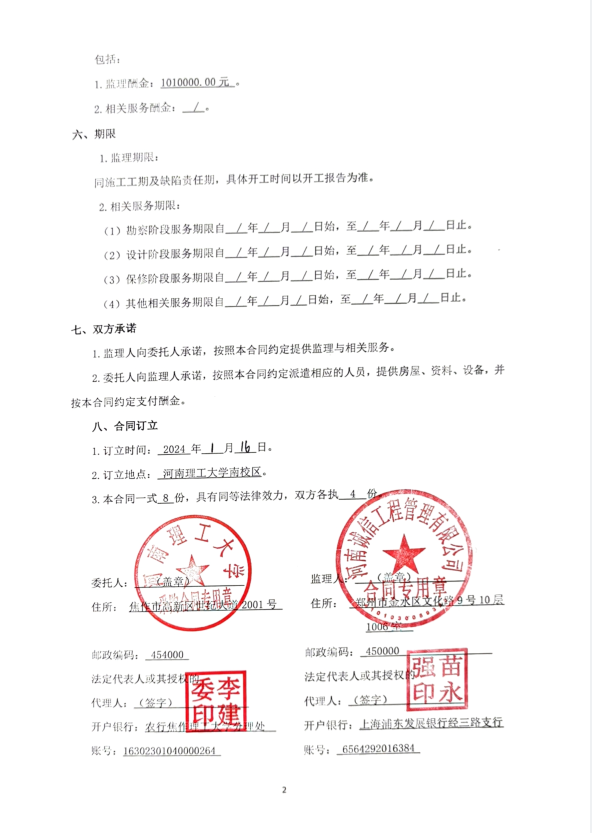 包括：
1.监理酬金：1010000.00元。
2.相关服务酬金：/。
六、期限
1.监理期限：
同施工工期及缺陷责任期，具体开工时间以开工报告为准。
2.相关服务期限：
（1）勘察阶段服务期限自/年/月/日始，至/年/月/日止。
（2）设计阶段服务期限自/年/月/日始，至/年/月/日止。
（3）保修阶段服务期限自/年/月/日始，至/年/月/日止。
（4）其他相关服务期限自/年/月/日始，至/年/月/日止。
七、双方承诺
1.监理人向委托人承诺，按照本合同约定提供监理与相关服务。
2.委托人向监理人承诺，按照本合同约定派遣相应的人员，提供房屋、资料、设备，并
按本合同约定支付酬金。
八、合同订立
1.订立时间：2024年1月16日。
2.订立地点：河南理工大学南校区。
3.本合同一式8份，具有同等法律效力，双方各执4份。
河南理工大学
合同专用章
河南诚信工程管理有限公司
合同专用章
委托人：（盖章）
监理人：（盖章）
住所：焦作市高新区世纪大道2001号
住所：郑州市金水区文化路9号10层
1006室
邮政编码：454000
邮政编码：450000
法定代表人或其授权的
法定代表人或其授权的
代理人：（签字）
代理人：（签字）
李建委印
苗永强印
开户银行：农行焦作理工大学分理处
开户银行：上海浦东发展银行经三路支行
账号：16302301040000264
账号：6564292016384
2